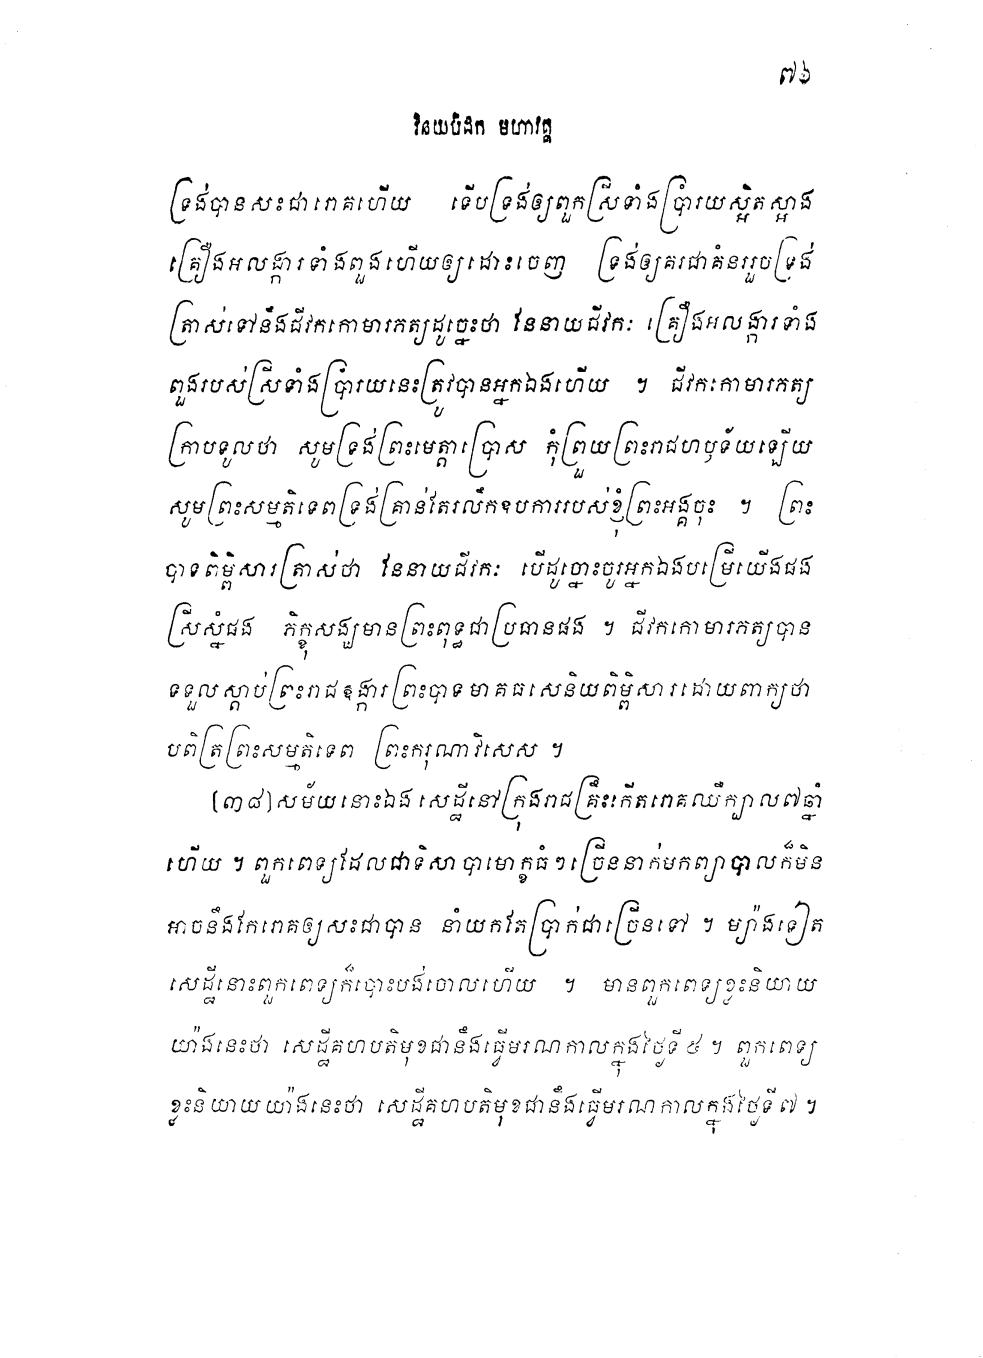 ៧៦
វិនយបិដក មហាវគ្គ
ទ្រង់បានសះជារោគហើយ ទើបទ្រង់ឲ្យពួកស្រីទាំងប្រាំរយស្អិតស្អាង
គ្រឿងអលង្ការទាំងពួងហើយឲ្យដោះចេញ ទ្រង់ឲ្យគរជាគំនររួចទ្រង់
ត្រាស់ទៅនឹងជីវកកោមារភត្យដូច្នេះថា នែនាយជីវកៈ គ្រឿងអលង្ការទាំង
ពួងរបស់ស្រីទាំងប្រាំរយនេះត្រូវបានអ្នកឯងហើយ ។ ជីវកៈកោមារភត្យ
ក្រាបទូលថា សូមទ្រង់ព្រះមេត្តាប្រោស កុំព្រួយព្រះរាជហឫទ័យឡើយ
សូមព្រះសម្មតិទេពទ្រង់គ្រាន់តែរលឹកឧបការរបស់ខ្ញុំព្រះអង្គចុះ ។ ព្រះ
បាទពិម្ពិសារត្រាស់ថា នែនាយជីវកៈ បើដូច្នោះចូរអ្នកឯងបម្រើយើងផង
ស្រីស្នំផង ភិក្ខុសង្ឃមានព្រះពុទ្ធជាប្រធានផង ។ ជីវកកោមារភត្យបាន
ទទួលស្តាប់ព្រះរាជឱង្ការព្រះបាទមាគធសេនិយពិម្ពិសារដោយពាក្យថា
បពិត្រព្រះសម្មតិទេព ព្រះករុណាវិសេស ។
[៣៨] សម័យនោះឯង សេដ្ឋីនៅក្រុងរាជគ្រឹះកើតរោគឈឺក្បាល៧ឆ្នាំ
ហើយ ។ ពួកពេទ្យដែលជាទិសាបាមោក្ខធំៗច្រើននាក់មកព្យាបាលក៏មិន
អាចនឹងកែរោគឲ្យសះជាបាន នាំយកតែប្រាក់ជាច្រើនទៅ ។ ម្យ៉ាងទៀត
សេដ្ឋីនោះពួកពេទ្យក៏បោះបង់ចោលហើយ ។ មានពួកពេទ្យខ្លះនិយាយ
យ៉ាងនេះថា សេដ្ឋីគហបតិមុខជានឹងធ្វើមរណកាលក្នុងថ្ងៃទី ៥ ។ ពួកពេទ្យ
ខ្លះនិយាយយ៉ាងនេះថា សេដ្ឋីគហបតិមុខជានឹងធ្វើមរណកាលក្នុងថ្ងៃទី ៧ ។